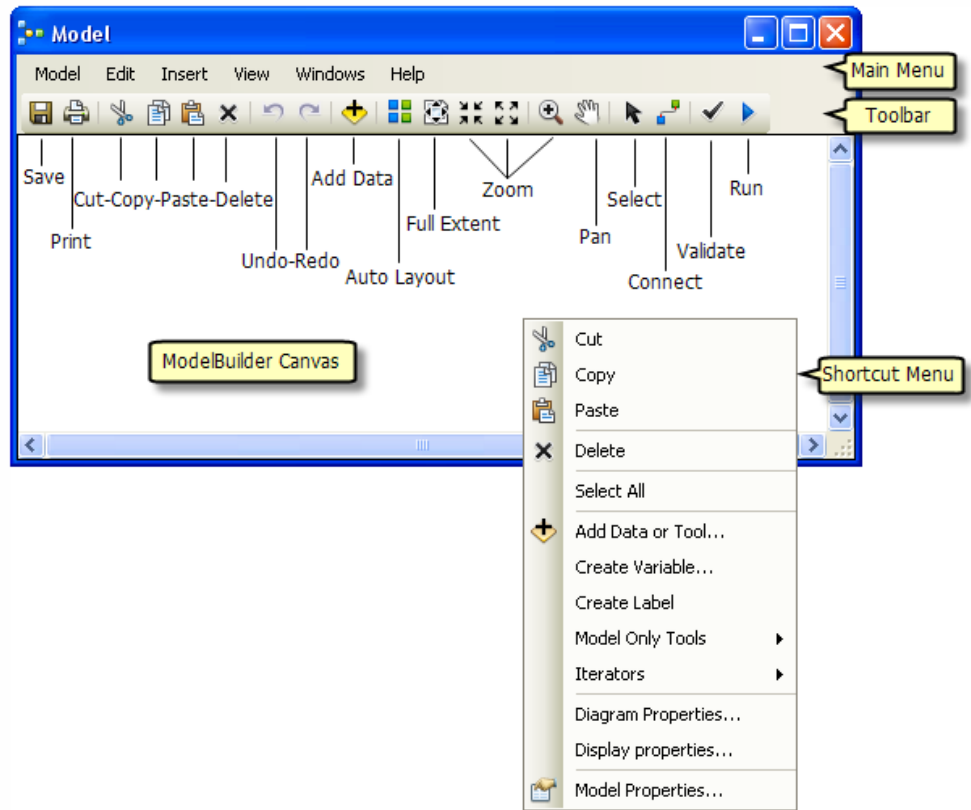 Model
Model Edit Insert View Windows Help
Main Menu
Toolbar
Save
Cut-Copy-Paste-Delete
Add Data
Zoom
Select
Run
Print
Full Extent
Pan
Undo-Redo
Validate
Auto Layout
Connect
ModelBuilder Canvas
Shortcut Menu
Cut
Copy
Paste
Delete
Select All
Add Data or Tool...
Create Variable...
Create Label
Model Only Tools
Iterators
Diagram Properties...
Display properties...
Model Properties...